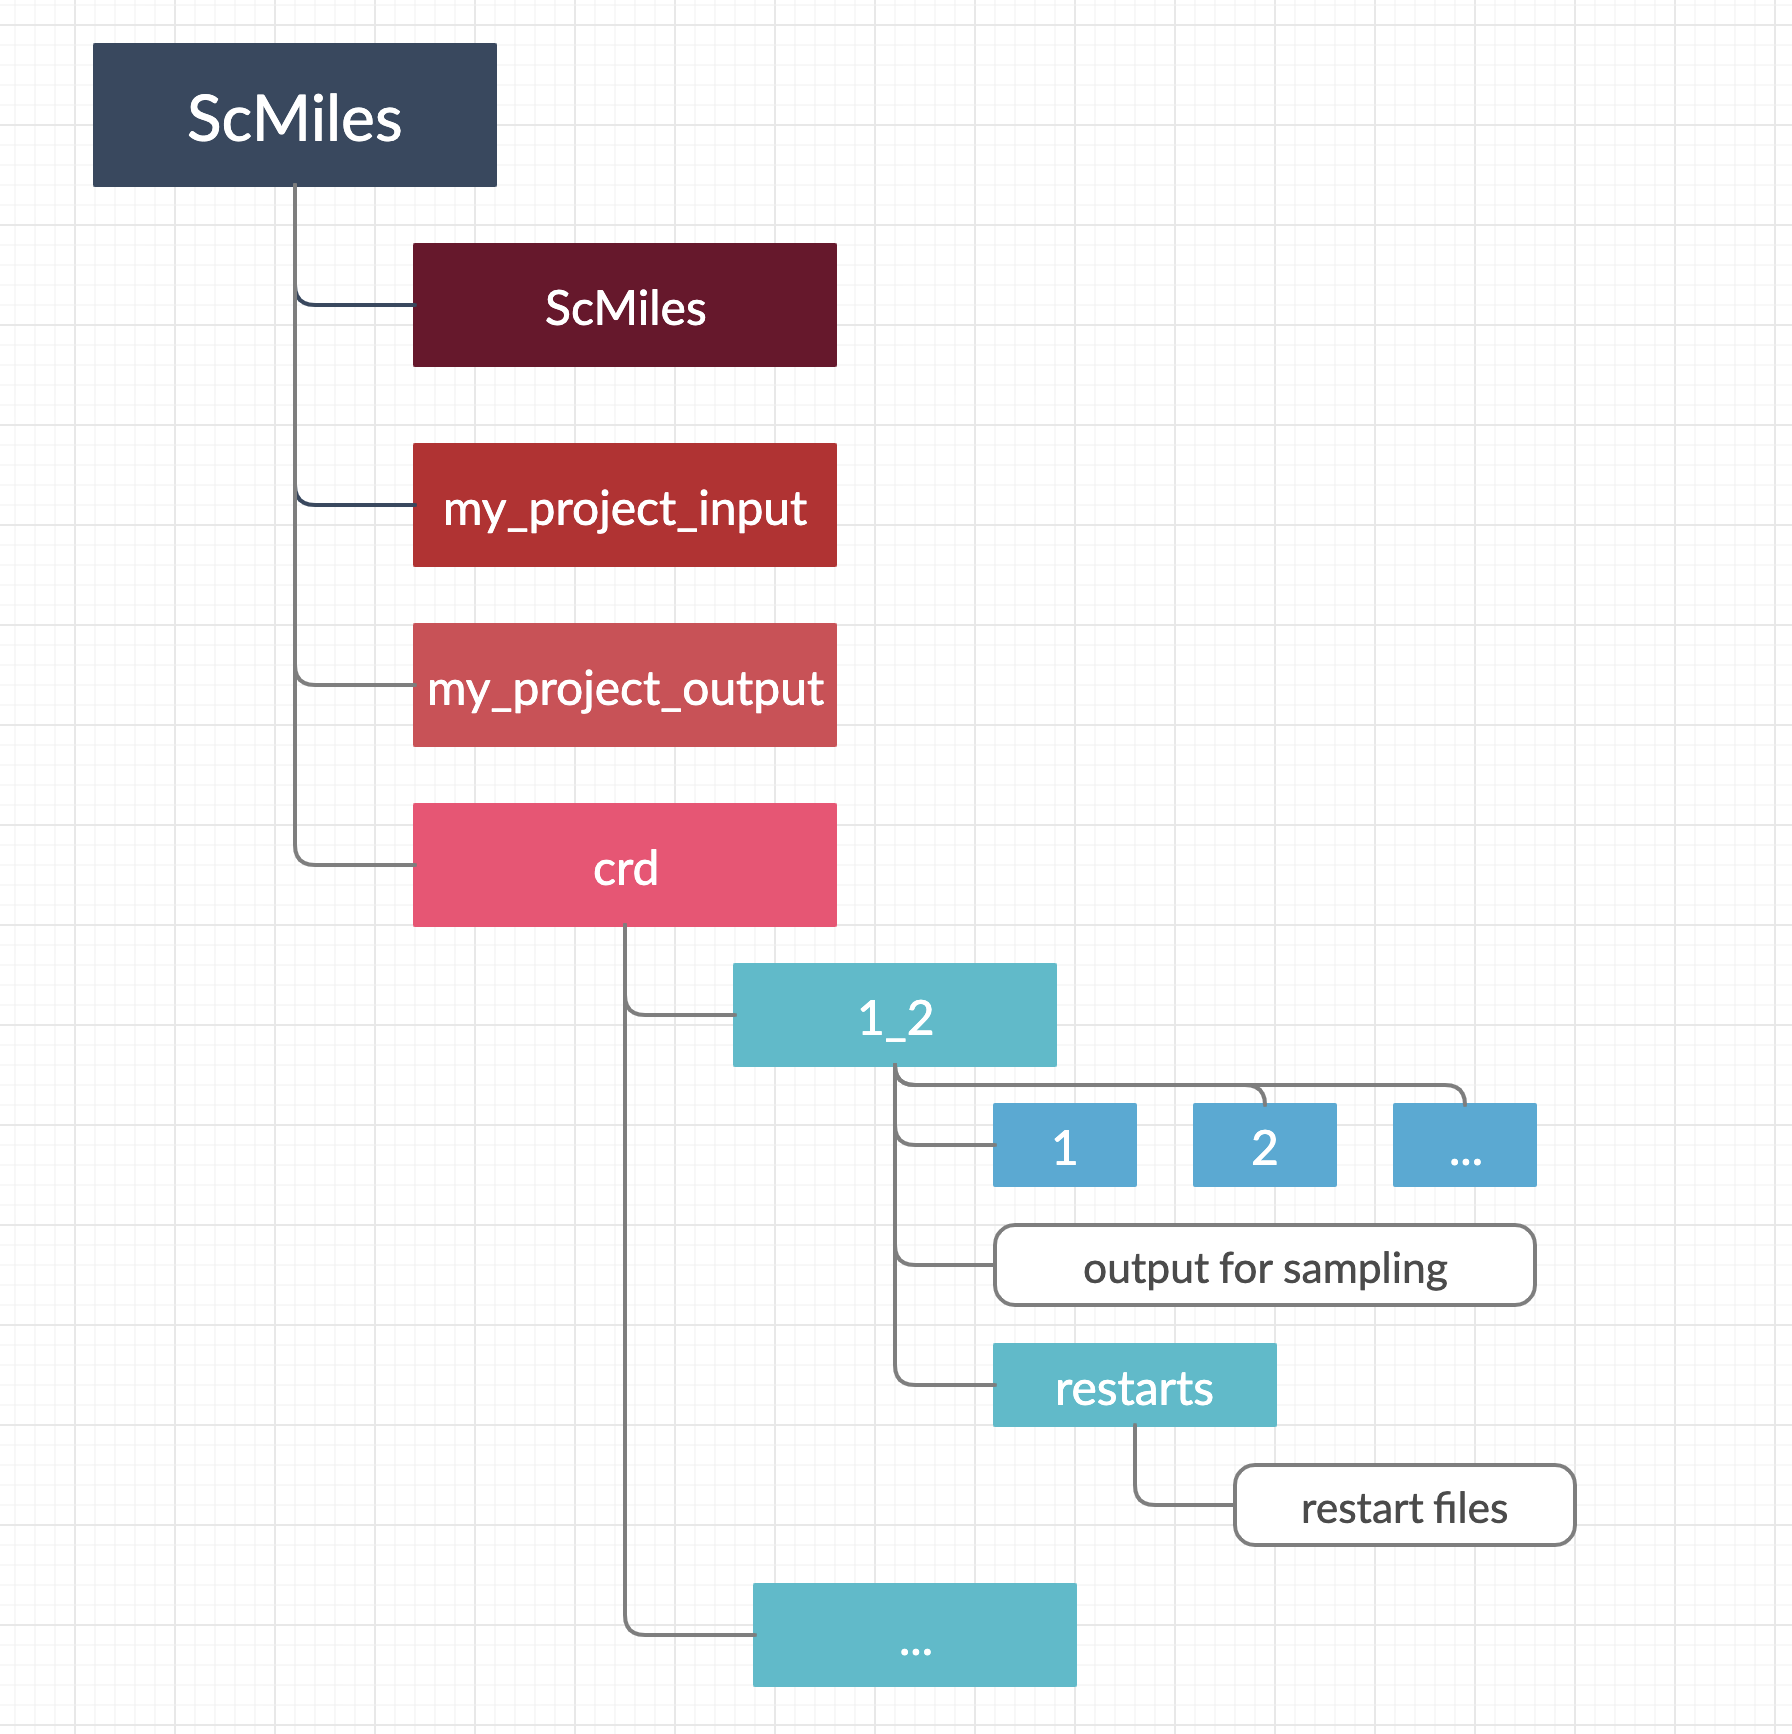 ScMiles
ScMiles
my_project_input
my_project_output
crd
1_2
1
2
...
output for sampling
restarts
restart files
...